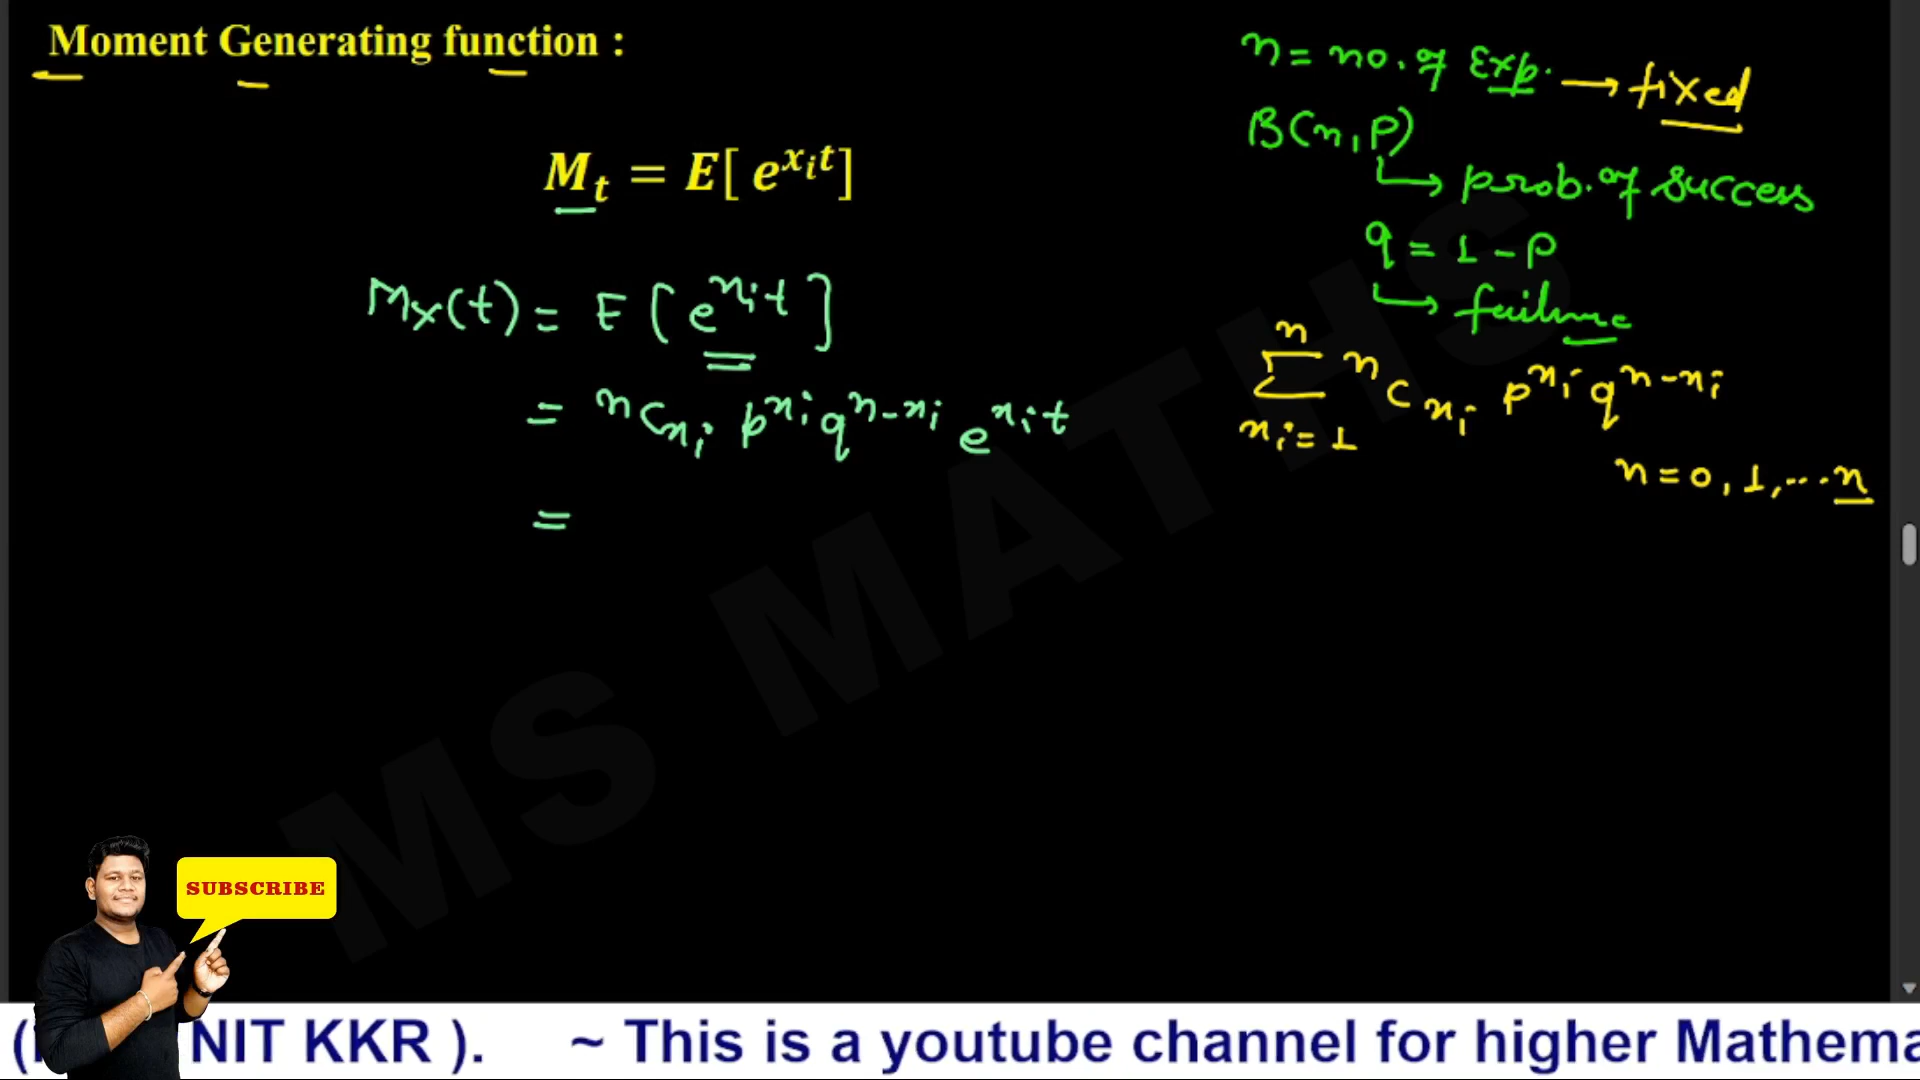 Moment Generating function :
M_t = E[ e^{x_i t} ]
M_X(t) = E [ e^{x_i t} ]
= ^nC_{x_i} p^{x_i} q^{n-x_i} e^{x_i t}
=
n = no. of Exp. → fixed
B(n, P)
↳ prob. of success
q = 1 - P
↳ failure
\sum_{x_i=1}^{n} ^nC_{x_i} p^{x_i} q^{n-x_i}
n = 0, 1, ... n
MS MATHS
SUBSCRIBE
NIT KKR ). ~ This is a youtube channel for higher Mathema